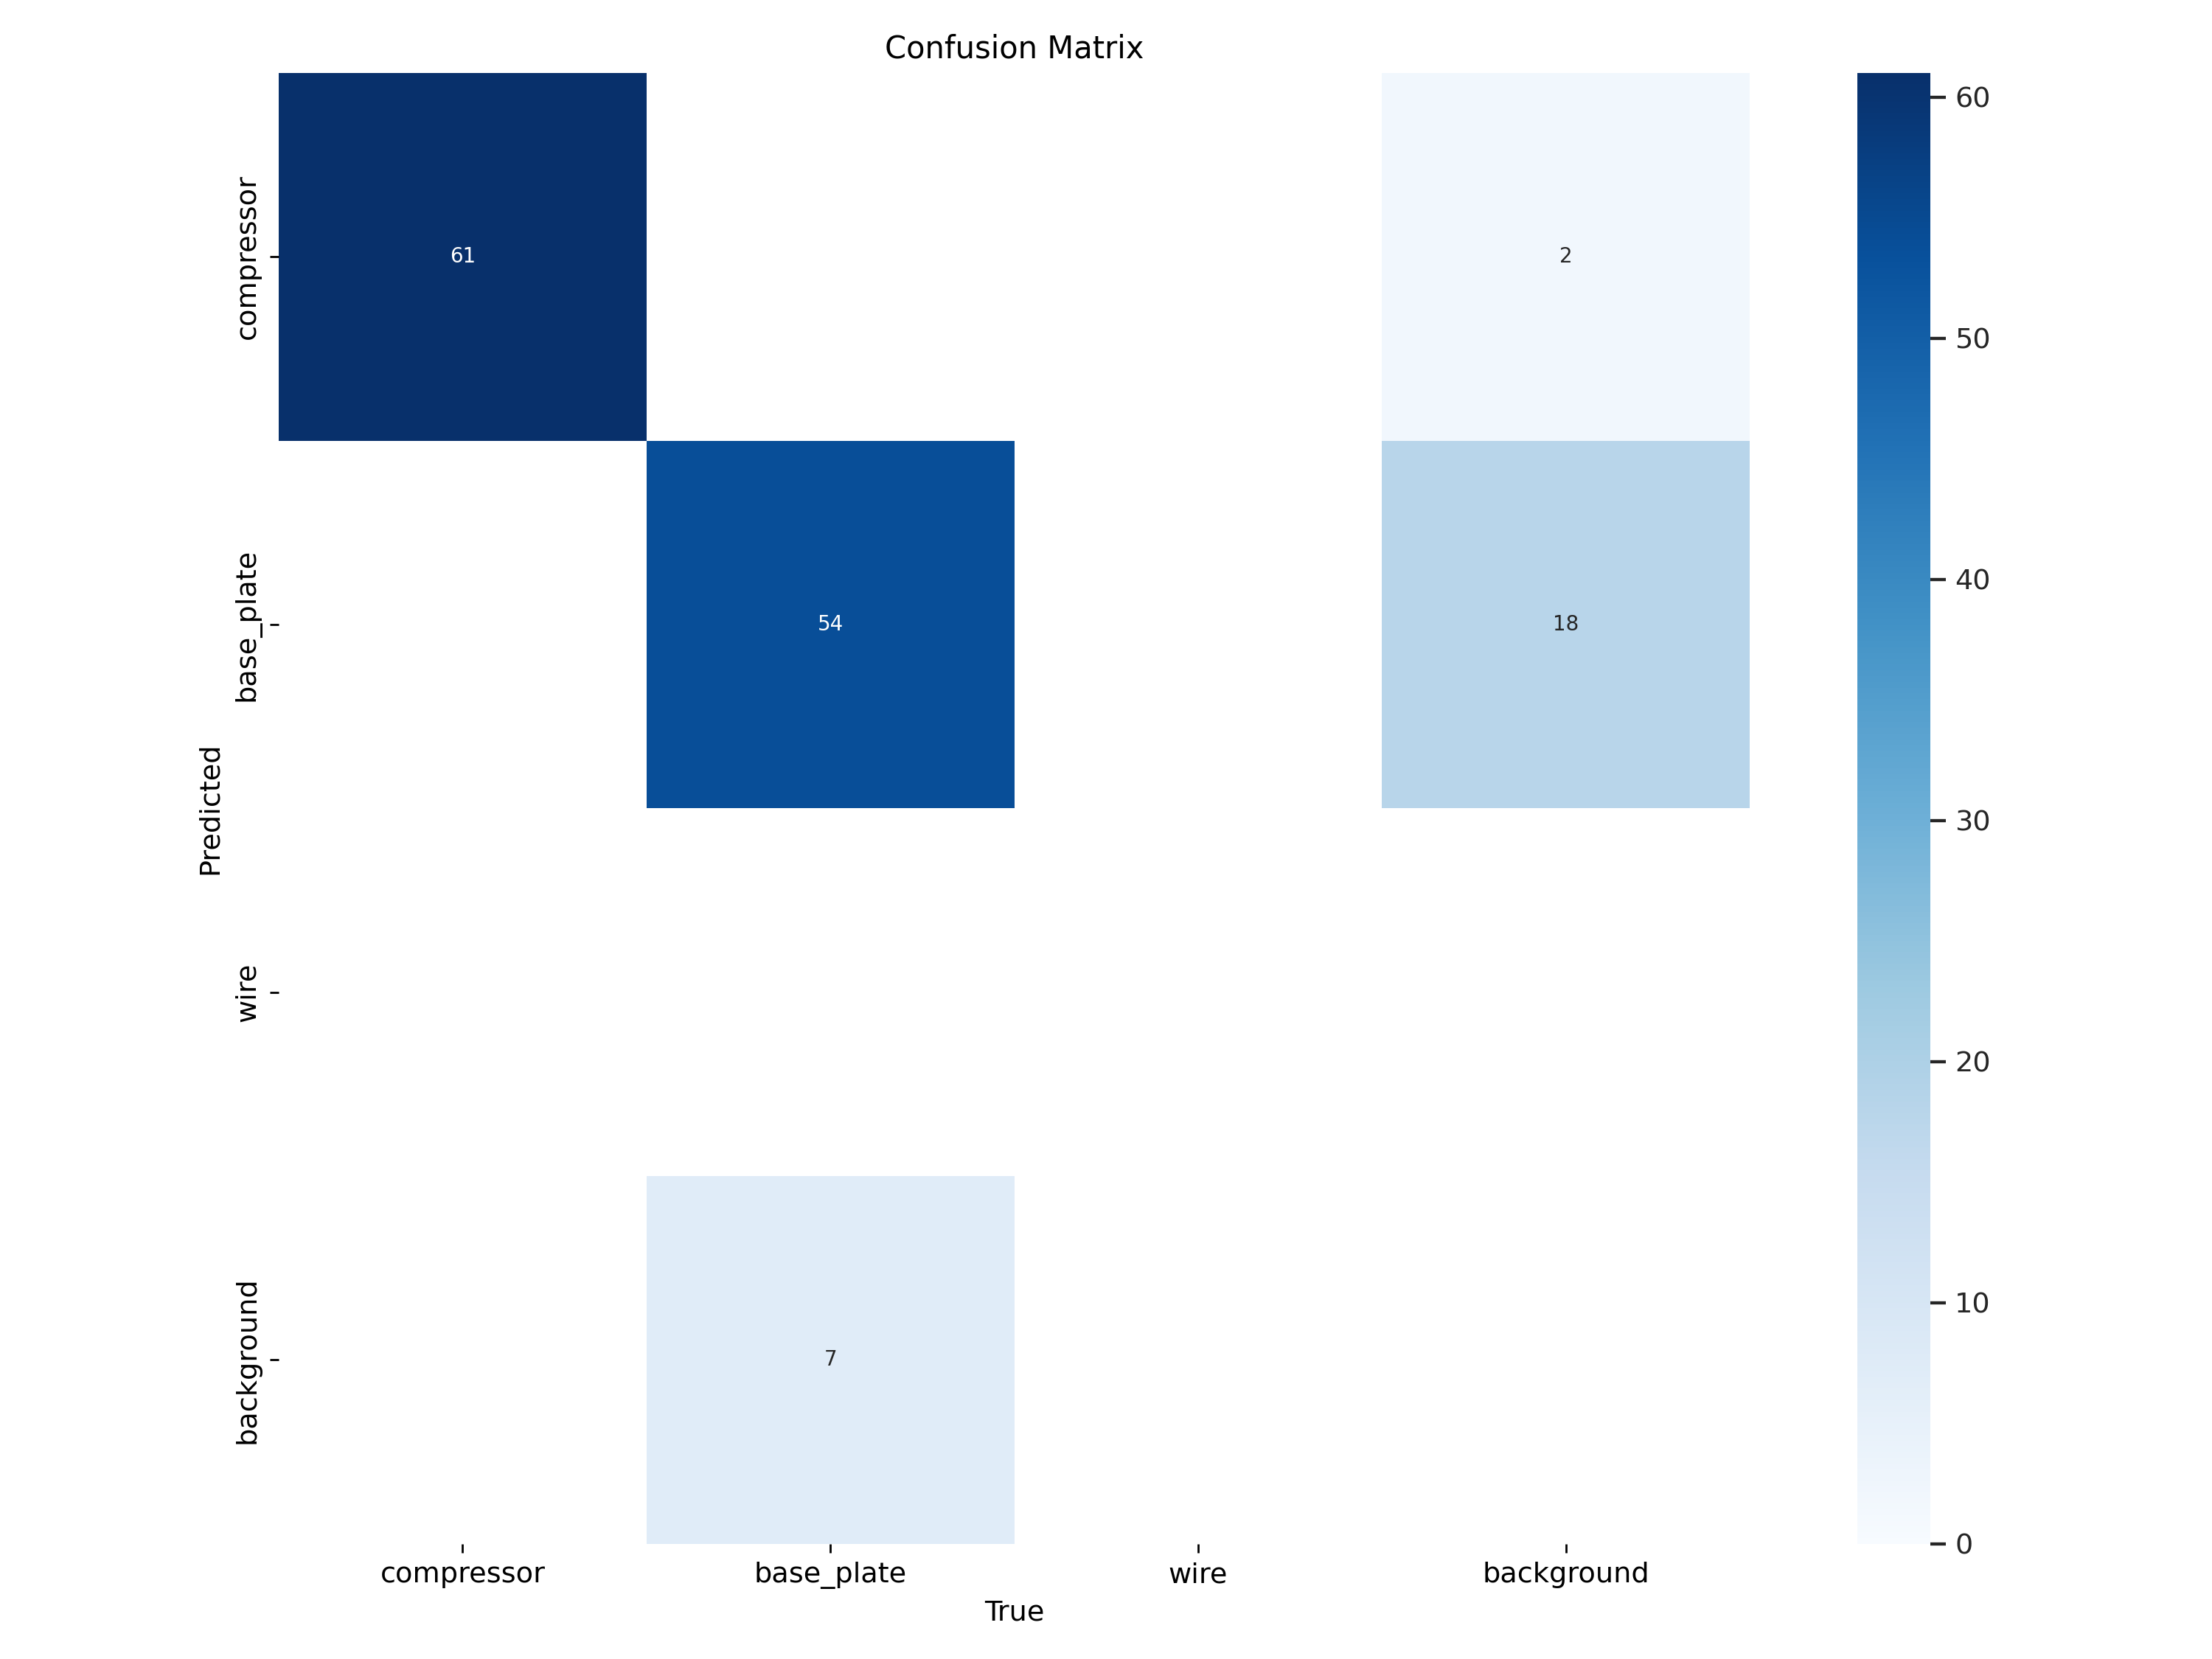 Confusion Matrix
compressor
61
2
60
50
base_plate
54
18
40
Predicted
30
wire
20
background
7
10
0
compressor
base_plate
wire
background
True